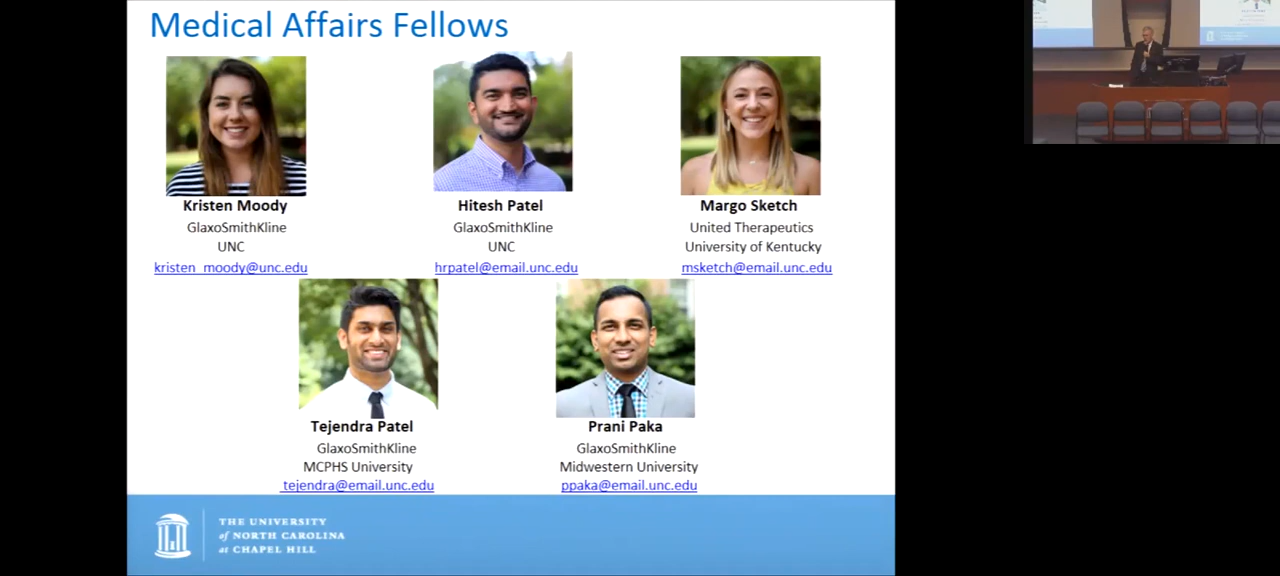 Medical Affairs Fellows
Kristen Moody
GlaxoSmithKline
UNC
kristen_moody@unc.edu
Hitesh Patel
GlaxoSmithKline
UNC
hrpatel@email.unc.edu
Margo Sketch
United Therapeutics
University of Kentucky
msketch@email.unc.edu
Tejendra Patel
GlaxoSmithKline
MCPHS University
tejendra@email.unc.edu
Prani Paka
GlaxoSmithKline
Midwestern University
ppaka@email.unc.edu
THE UNIVERSITY
of NORTH CAROLINA
at CHAPEL HILL